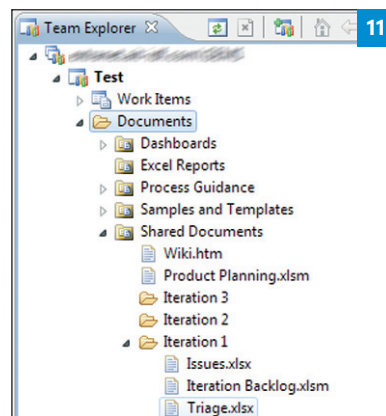 Team Explorer
11
Test
Work Items
Documents
Dashboards
Excel Reports
Process Guidance
Samples and Templates
Shared Documents
Wiki.htm
Product Planning.xlsm
Iteration 3
Iteration 2
Iteration 1
Issues.xlsx
Iteration Backlog.xlsm
Triage.xlsx